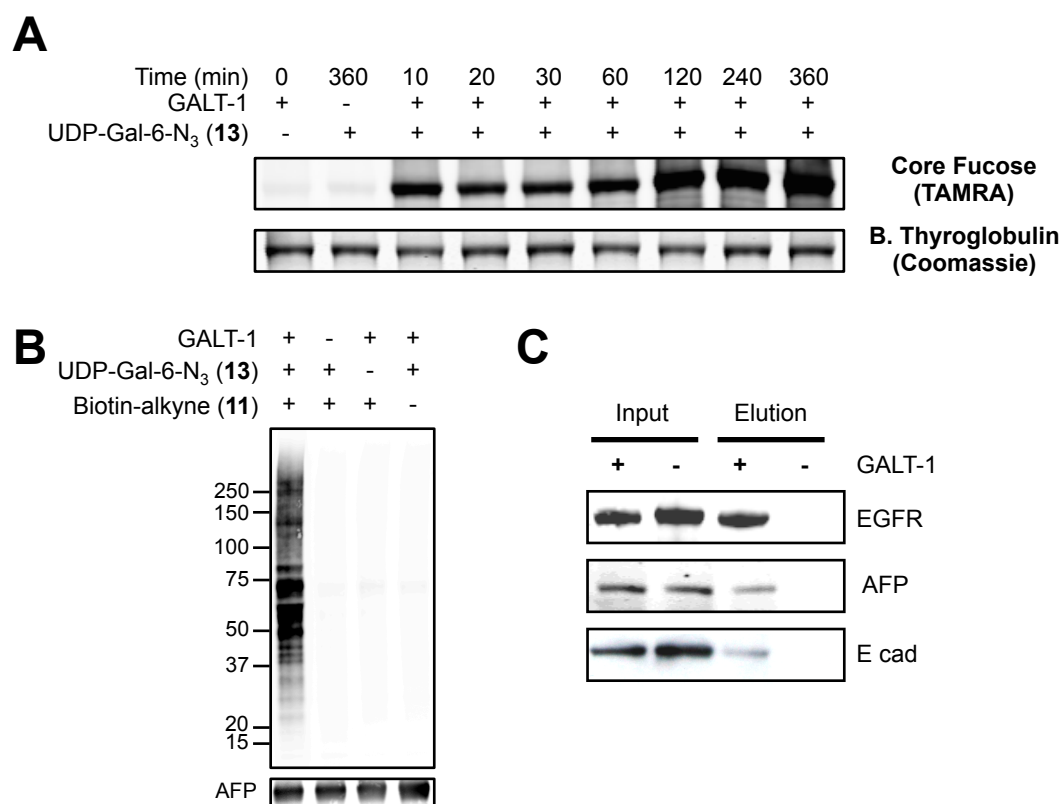 A
Time (min) 0 360 10 20 30 60 120 240 360
GALT-1 + - + + + + + + +
UDP-Gal-6-N₃ (13) - + + + + + + + +
Core Fucose
(TAMRA)
B. Thyroglobulin
(Coomassie)
B
GALT-1 + - + +
UDP-Gal-6-N₃ (13) + + - +
Biotin-alkyne (11) + + + -
250
150
100
75
50
37
20
15
AFP
C
Input Elution
+ - + - GALT-1
EGFR
AFP
E cad